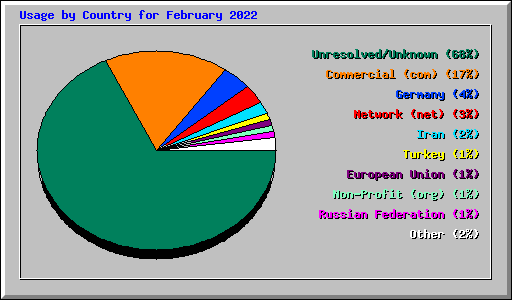 Usage by Country for February 2022
Unresolved/Unknown (68%)
Commercial (com) (17%)
Germany (4%)
Network (net) (3%)
Iran (2%)
Turkey (1%)
European Union (1%)
Non-Profit (org) (1%)
Russian Federation (1%)
Other (2%)